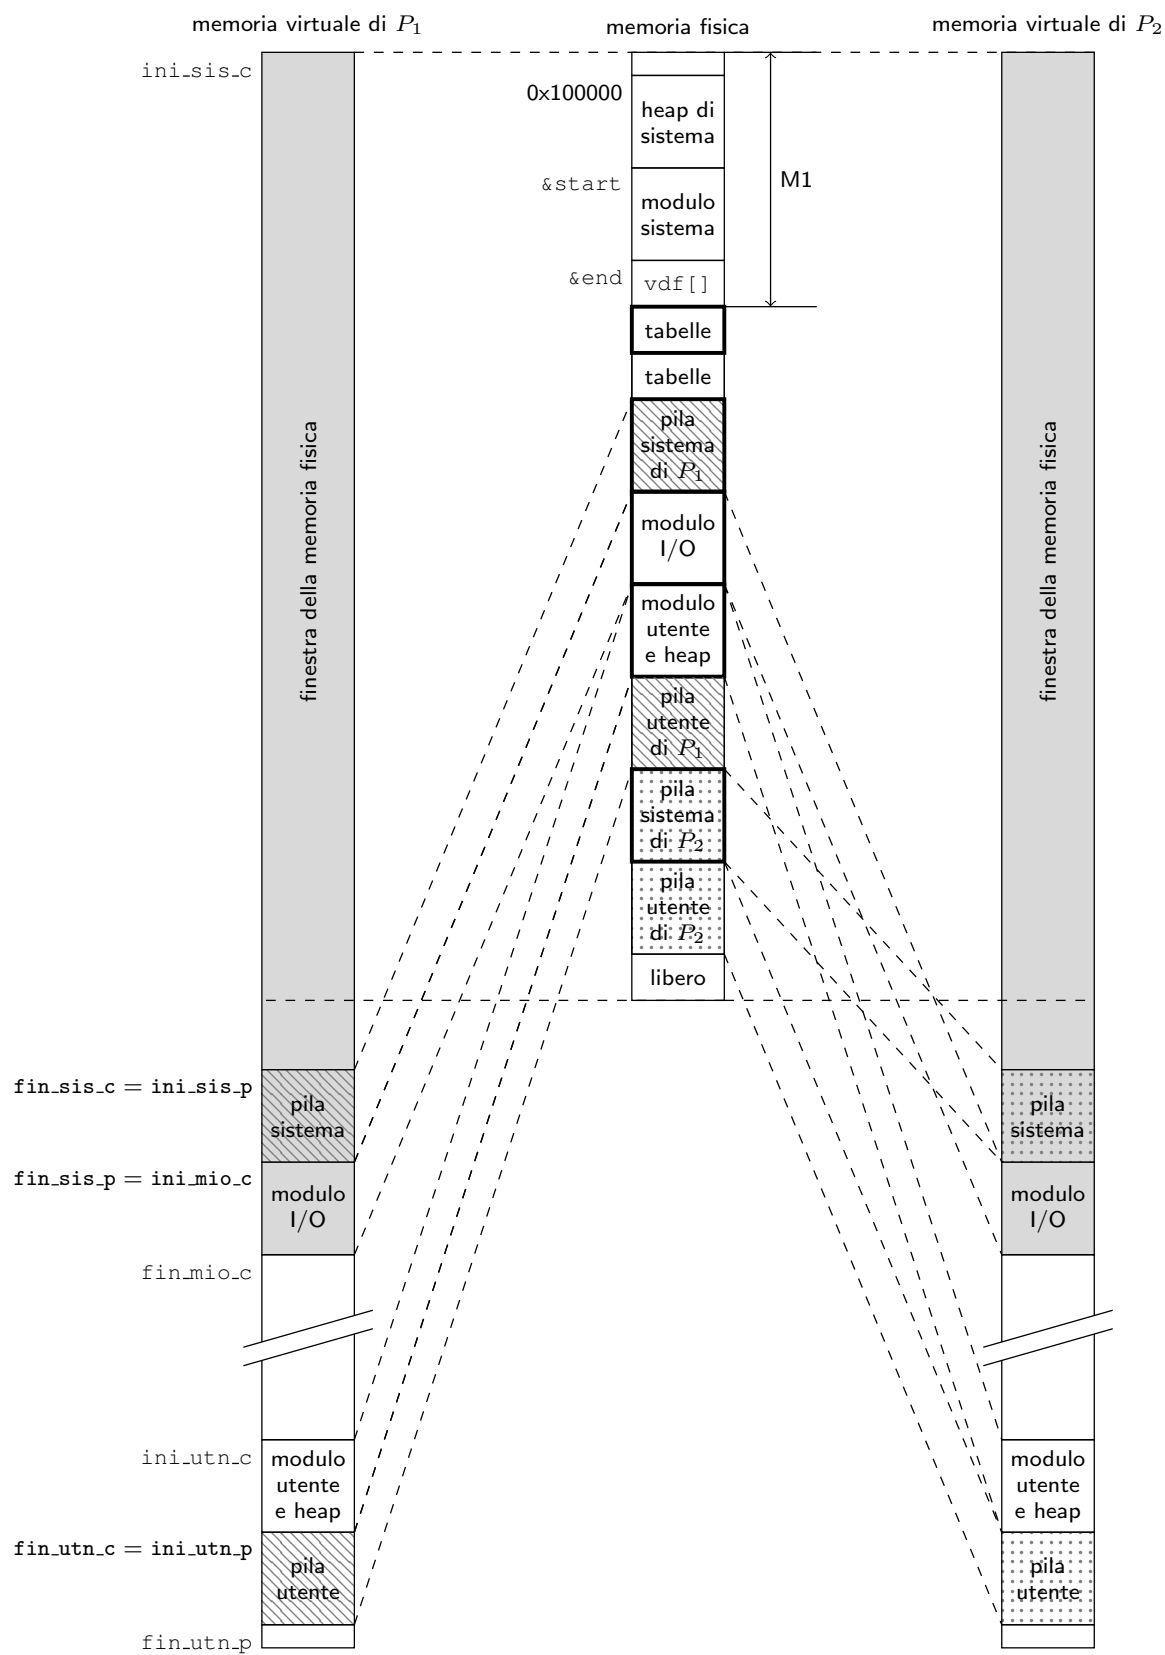 memoria virtuale di P1
memoria fisica
memoria virtuale di P2
ini_sis_c
0x100000
heap di
sistema
&start
modulo
sistema
M1
&end
vdf[]
tabelle
tabelle
pila
sistema
di P1
modulo
I/O
modulo
utente
e heap
pila
utente
di P1
pila
sistema
di P2
pila
utente
di P2
libero
finestra della memoria fisica
finestra della memoria fisica
fin_sis_c = ini_sis_p
pila
sistema
pila
sistema
fin_sis_p = ini_mio_c
modulo
I/O
modulo
I/O
fin_mio_c
ini_utn_c
modulo
utente
e heap
modulo
utente
e heap
fin_utn_c = ini_utn_p
pila
utente
pila
utente
fin_utn_p